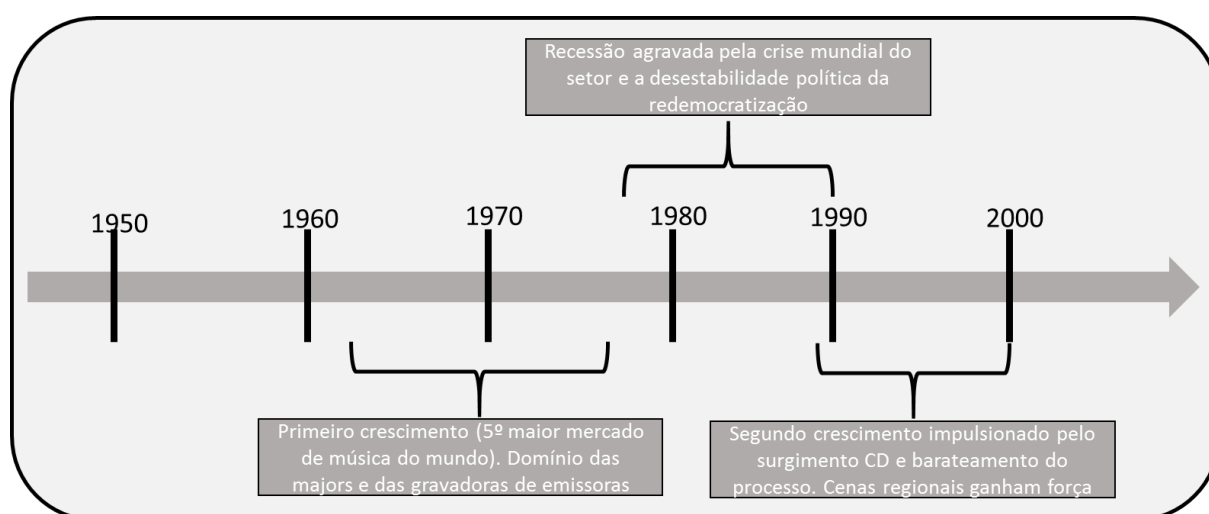 Recessão agravada pela crise mundial do
setor e a desestabilidade política da
redemocratização
1950
1960
1970
1980
1990
2000
Primeiro crescimento (5º maior mercado
de música do mundo). Domínio das
majors e das gravadoras de emissoras
Segundo crescimento impulsionado pelo
surgimento CD e barateamento do
processo. Cenas regionais ganham força